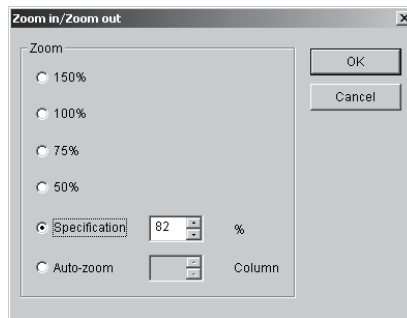 Zoom in/Zoom out
Zoom
150%
100%
75%
50%
Specification 82 %
Auto-zoom Column
OK
Cancel